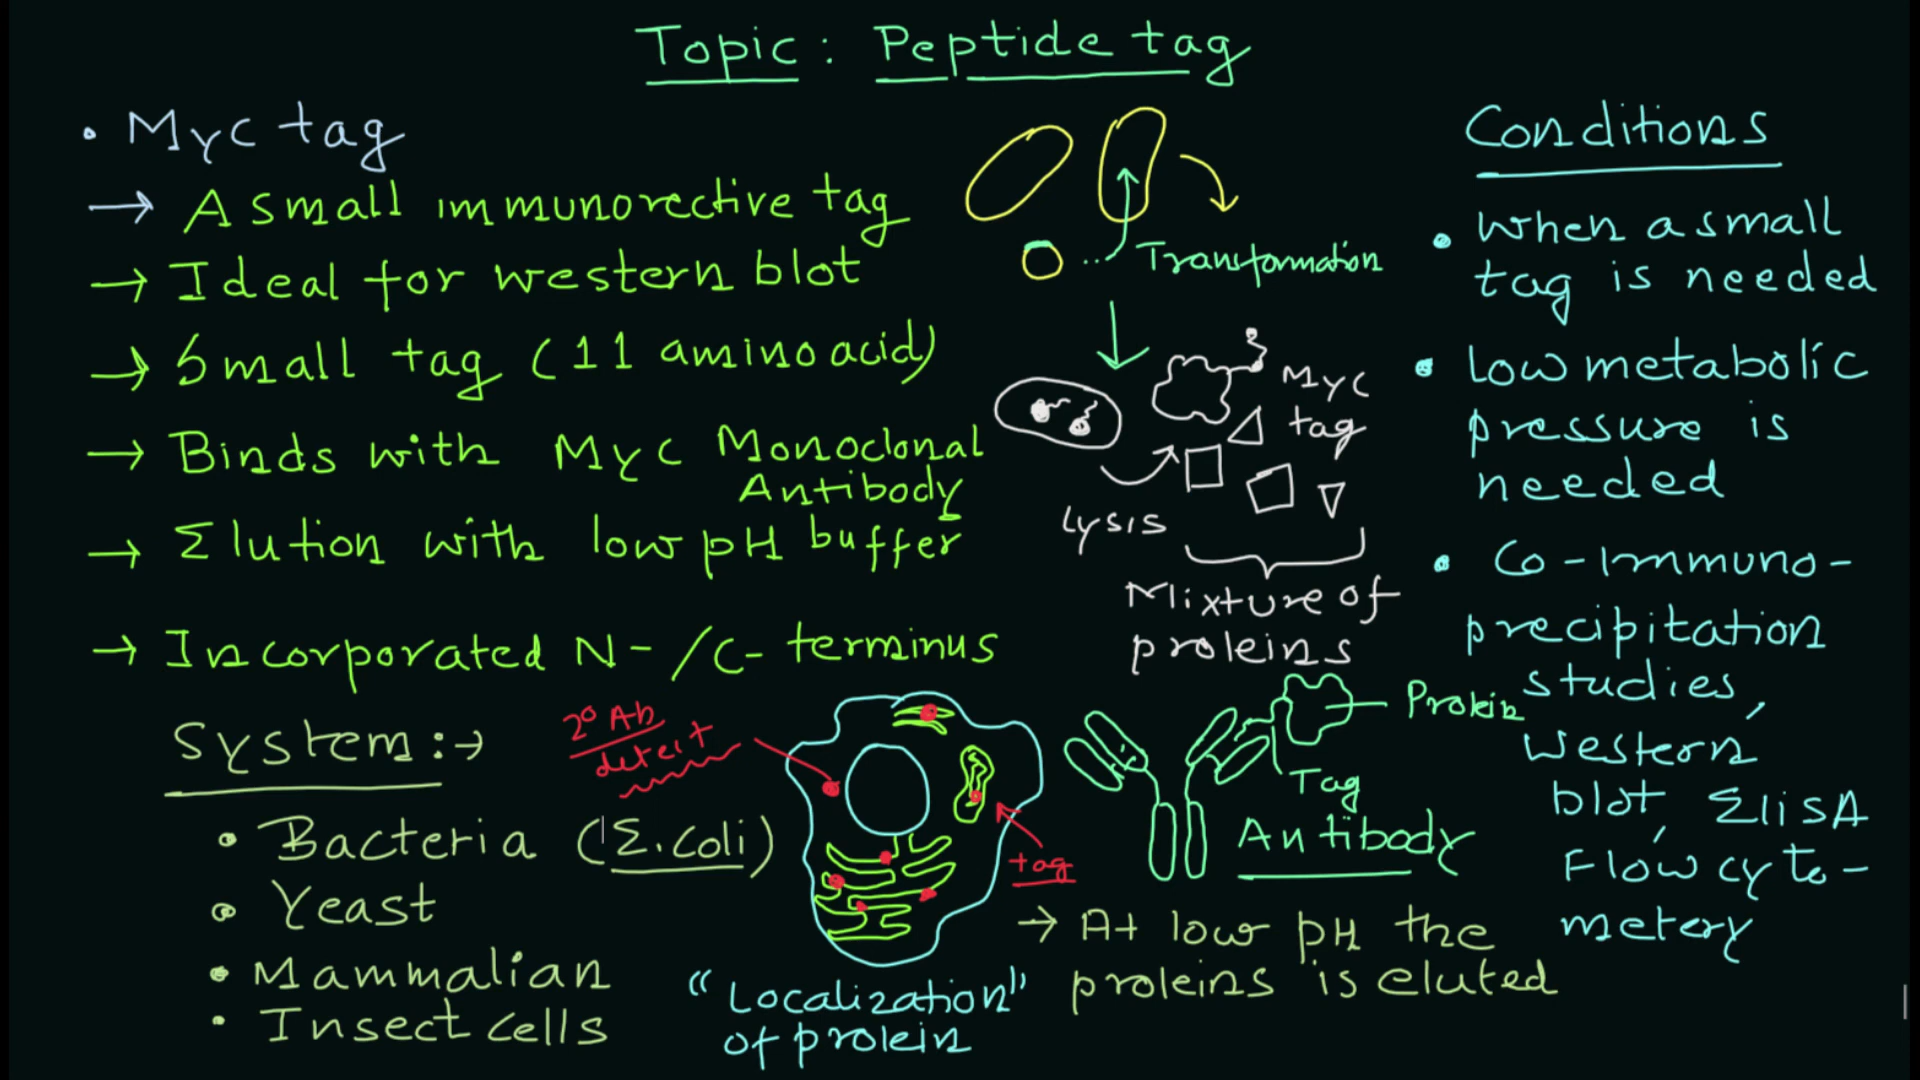 Topic: Peptide tag
• Myc tag
→ A small immunorective tag
→ Ideal for western blot
→ Small tag (11 amino acid)
→ Binds with Myc Monoclonal
Antibody
→ Elution with low pH buffer
→ Incorporated N-/C- terminus
System:→
• Bacteria (E.coli)
• Yeast
• Mammalian
• Insect cells
2° Ab
detect
tag
"Localization"
of protein
Transformation
Myc
tag
Lysis
Mixture of
proteins
Protein
Tag
Antibody
→ At low pH the
proteins is eluted
Conditions
• When a small
tag is needed
• Low metabolic
pressure is
needed
• Co-Immuno-
precipitation
studies,
Western
blot, ElisA,
Flow cyto-
metery